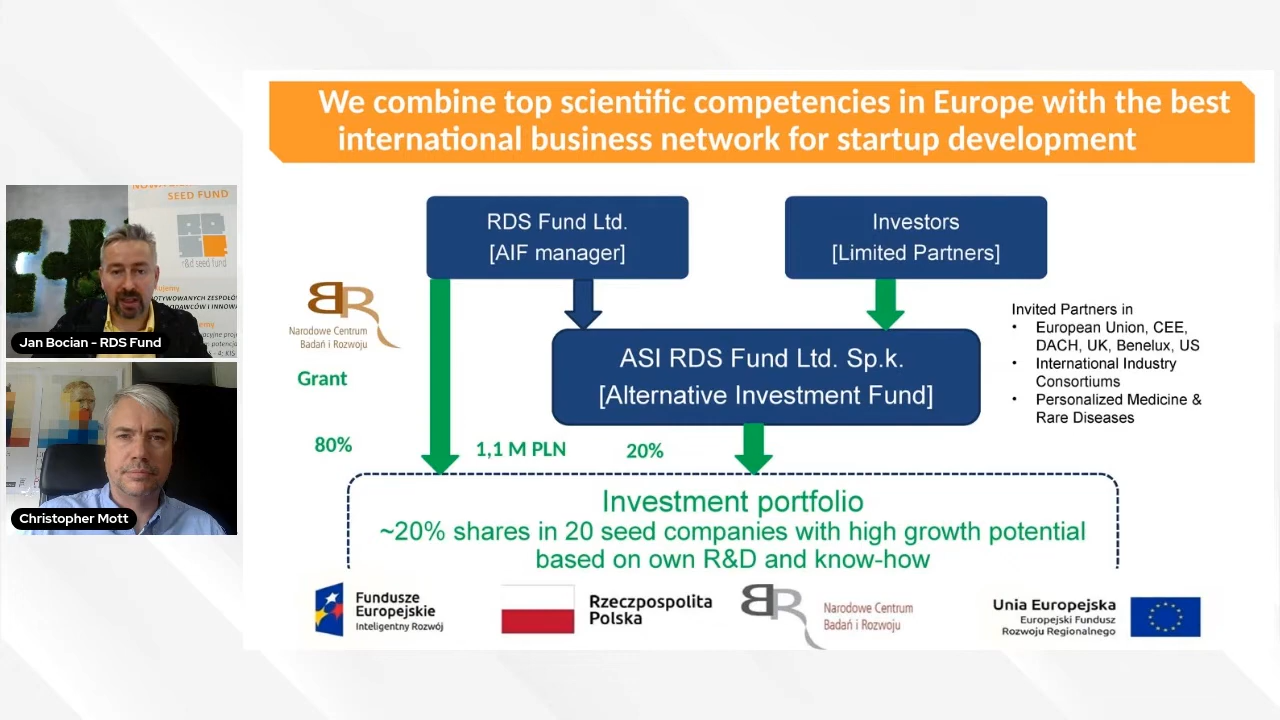 We combine top scientific competencies in Europe with the best
international business network for startup development
RDS Fund Ltd.
[AIF manager]
Investors
[Limited Partners]
NOWA
SEED FUND
r&d seed fund
Jan Bocian - RDS Fund
Christopher Mott
BR
Narodowe Centrum
Badań i Rozwoju
Grant
80%
1,1 M PLN
20%
ASI RDS Fund Ltd. Sp.k.
[Alternative Investment Fund]
Invited Partners in
• European Union, CEE,
DACH, UK, Benelux, US
• International Industry
Consortiums
• Personalized Medicine &
Rare Diseases
Investment portfolio
~20% shares in 20 seed companies with high growth potential
based on own R&D and know-how
Fundusze
Europejskie
Inteligentny Rozwój
Rzeczpospolita
Polska
BR
Narodowe Centrum
Badań i Rozwoju
Unia Europejska
Europejski Fundusz
Rozwoju Regionalnego